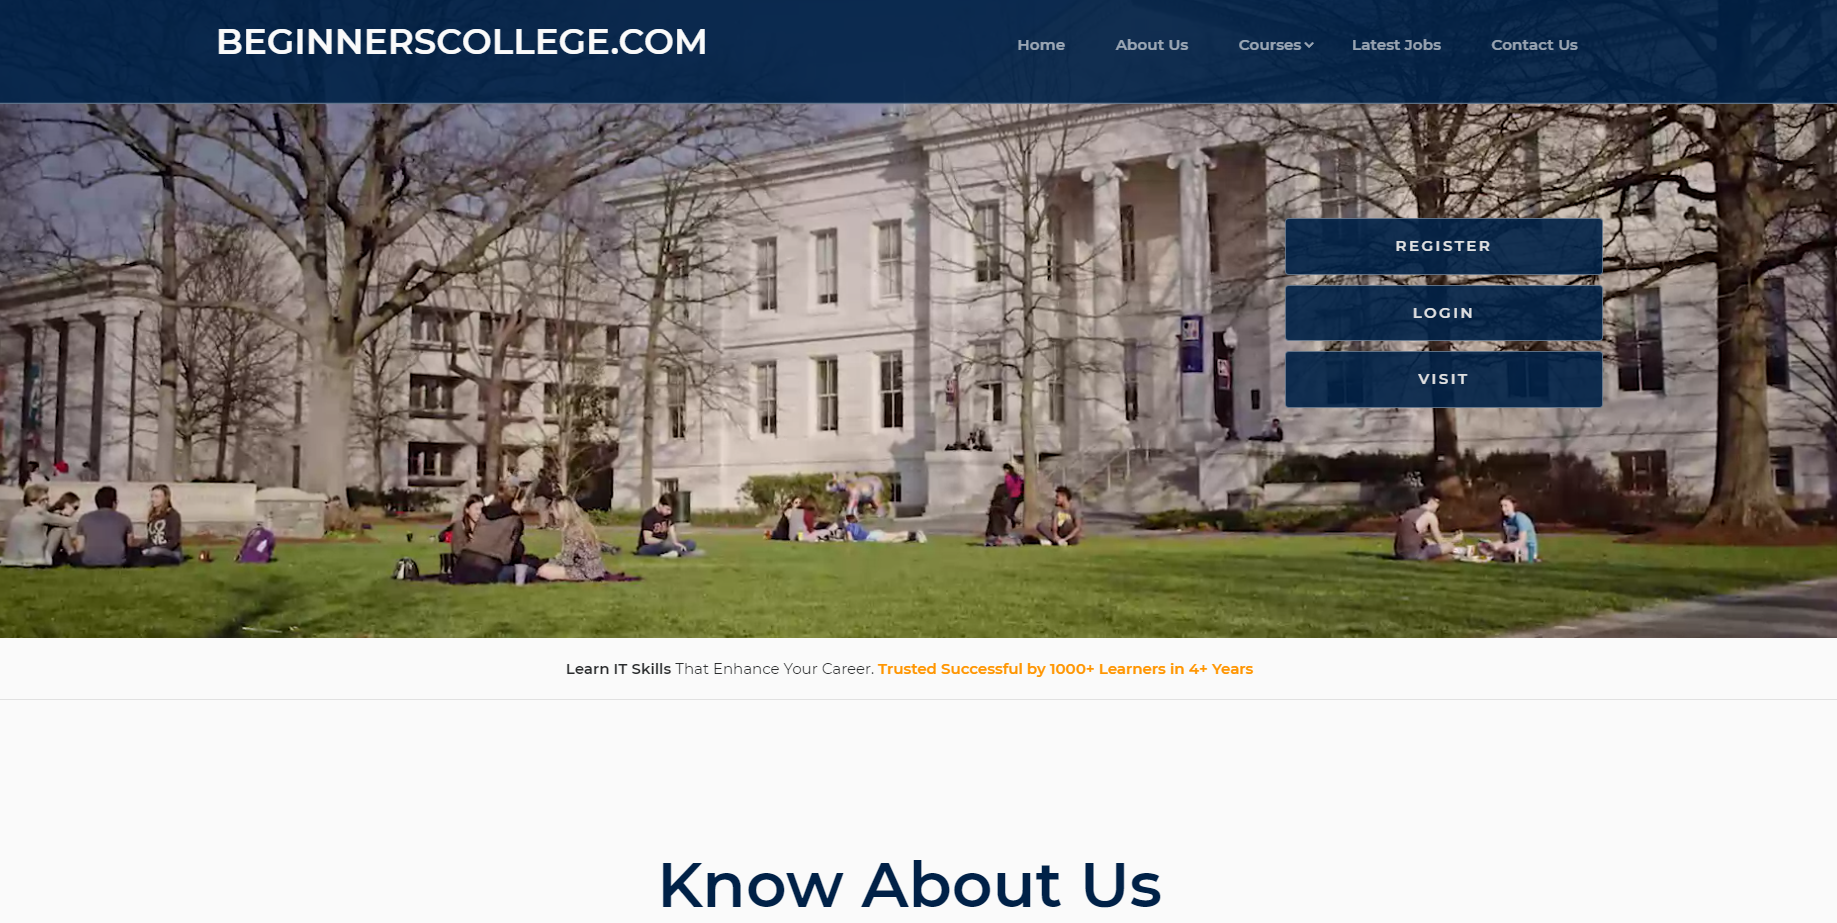 BEGINNERSCOLLEGE.COM
Home About Us Courses Latest Jobs Contact Us
REGISTER
LOGIN
VISIT
Learn IT Skills That Enhance Your Career. Trusted Successful by 1000+ Learners in 4+ Years
Know About Us